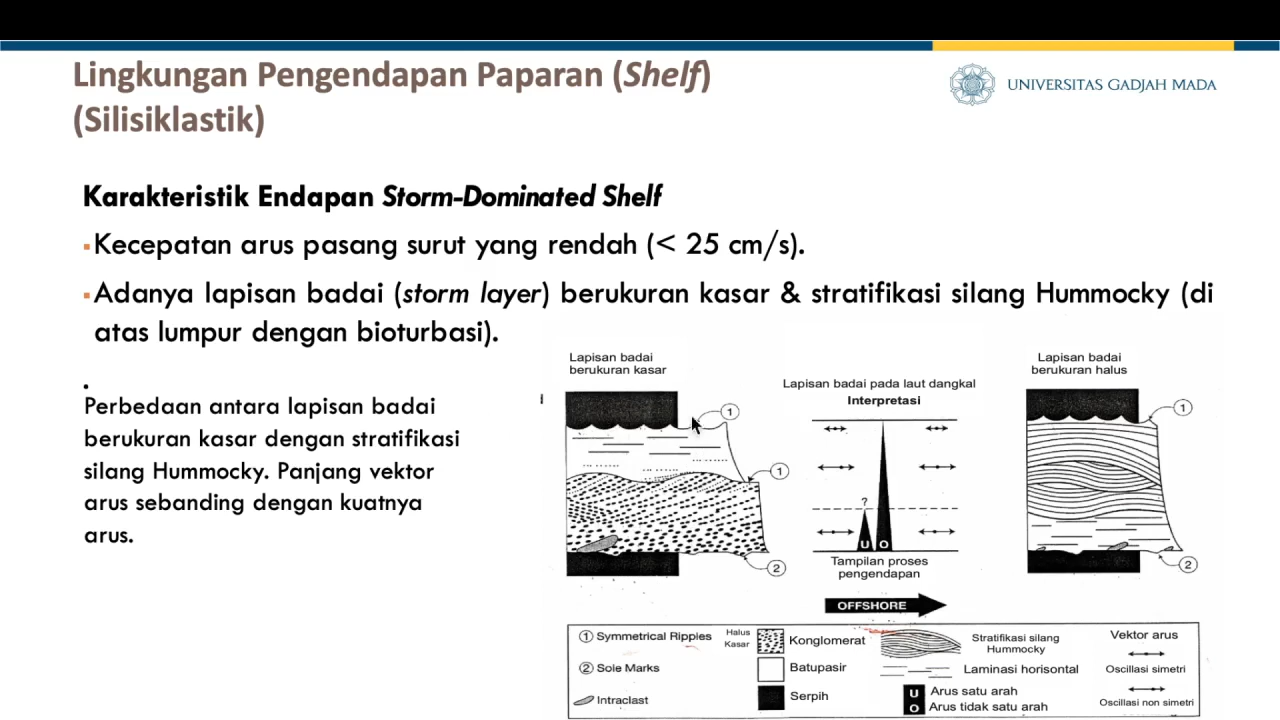 Lingkungan Pengendapan Paparan (Shelf)
(Silisiklastik)
UNIVERSITAS GADJAH MADA
Karakteristik Endapan Storm-Dominated Shelf
▪Kecepatan arus pasang surut yang rendah (< 25 cm/s).
▪Adanya lapisan badai (storm layer) berukuran kasar & stratifikasi silang Hummocky (di
atas lumpur dengan bioturbasi).
Perbedaan antara lapisan badai
berukuran kasar dengan stratifikasi
silang Hummocky. Panjang vektor
arus sebanding dengan kuatnya
arus.
Lapisan badai
berukuran kasar
1
1
2
Lapisan badai pada laut dangkal
Interpretasi
?
U O
Tampilan proses
pengendapan
OFFSHORE
Lapisan badai
berukuran halus
1
2
1 Symmetrical Rippies
2 Sole Marks
Intraclast
Halus
Kasar
Konglomerat
Batupasir
Serpih
Stratifikasi silang
Hummocky
Laminasi horisontal
U Arus satu arah
O Arus tidak satu arah
Vektor arus
Oscillasi simetri
Oscillasi non simetri